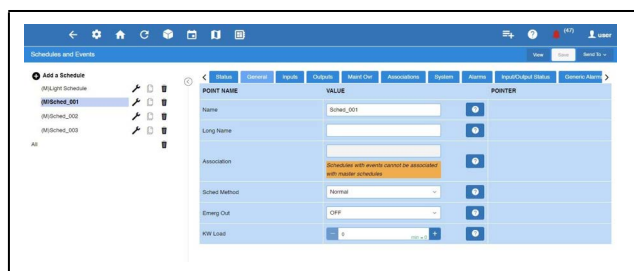 (47)
user
Schedules and Events
View
Save
Send To
Add a Schedule
(M)Light Schedule
(M)Sched_001
(M)Sched_002
(M)Sched_003
All
Status General Inputs Outputs Maint Ovr Associations System Alarms Input/Output Status Generic Alarms
POINT NAME VALUE POINTER
Name Sched_001
Long Name
Association
Schedules with events cannot be associated
with master schedules
Sched Method Normal
Emerg Out OFF
KW Load 0